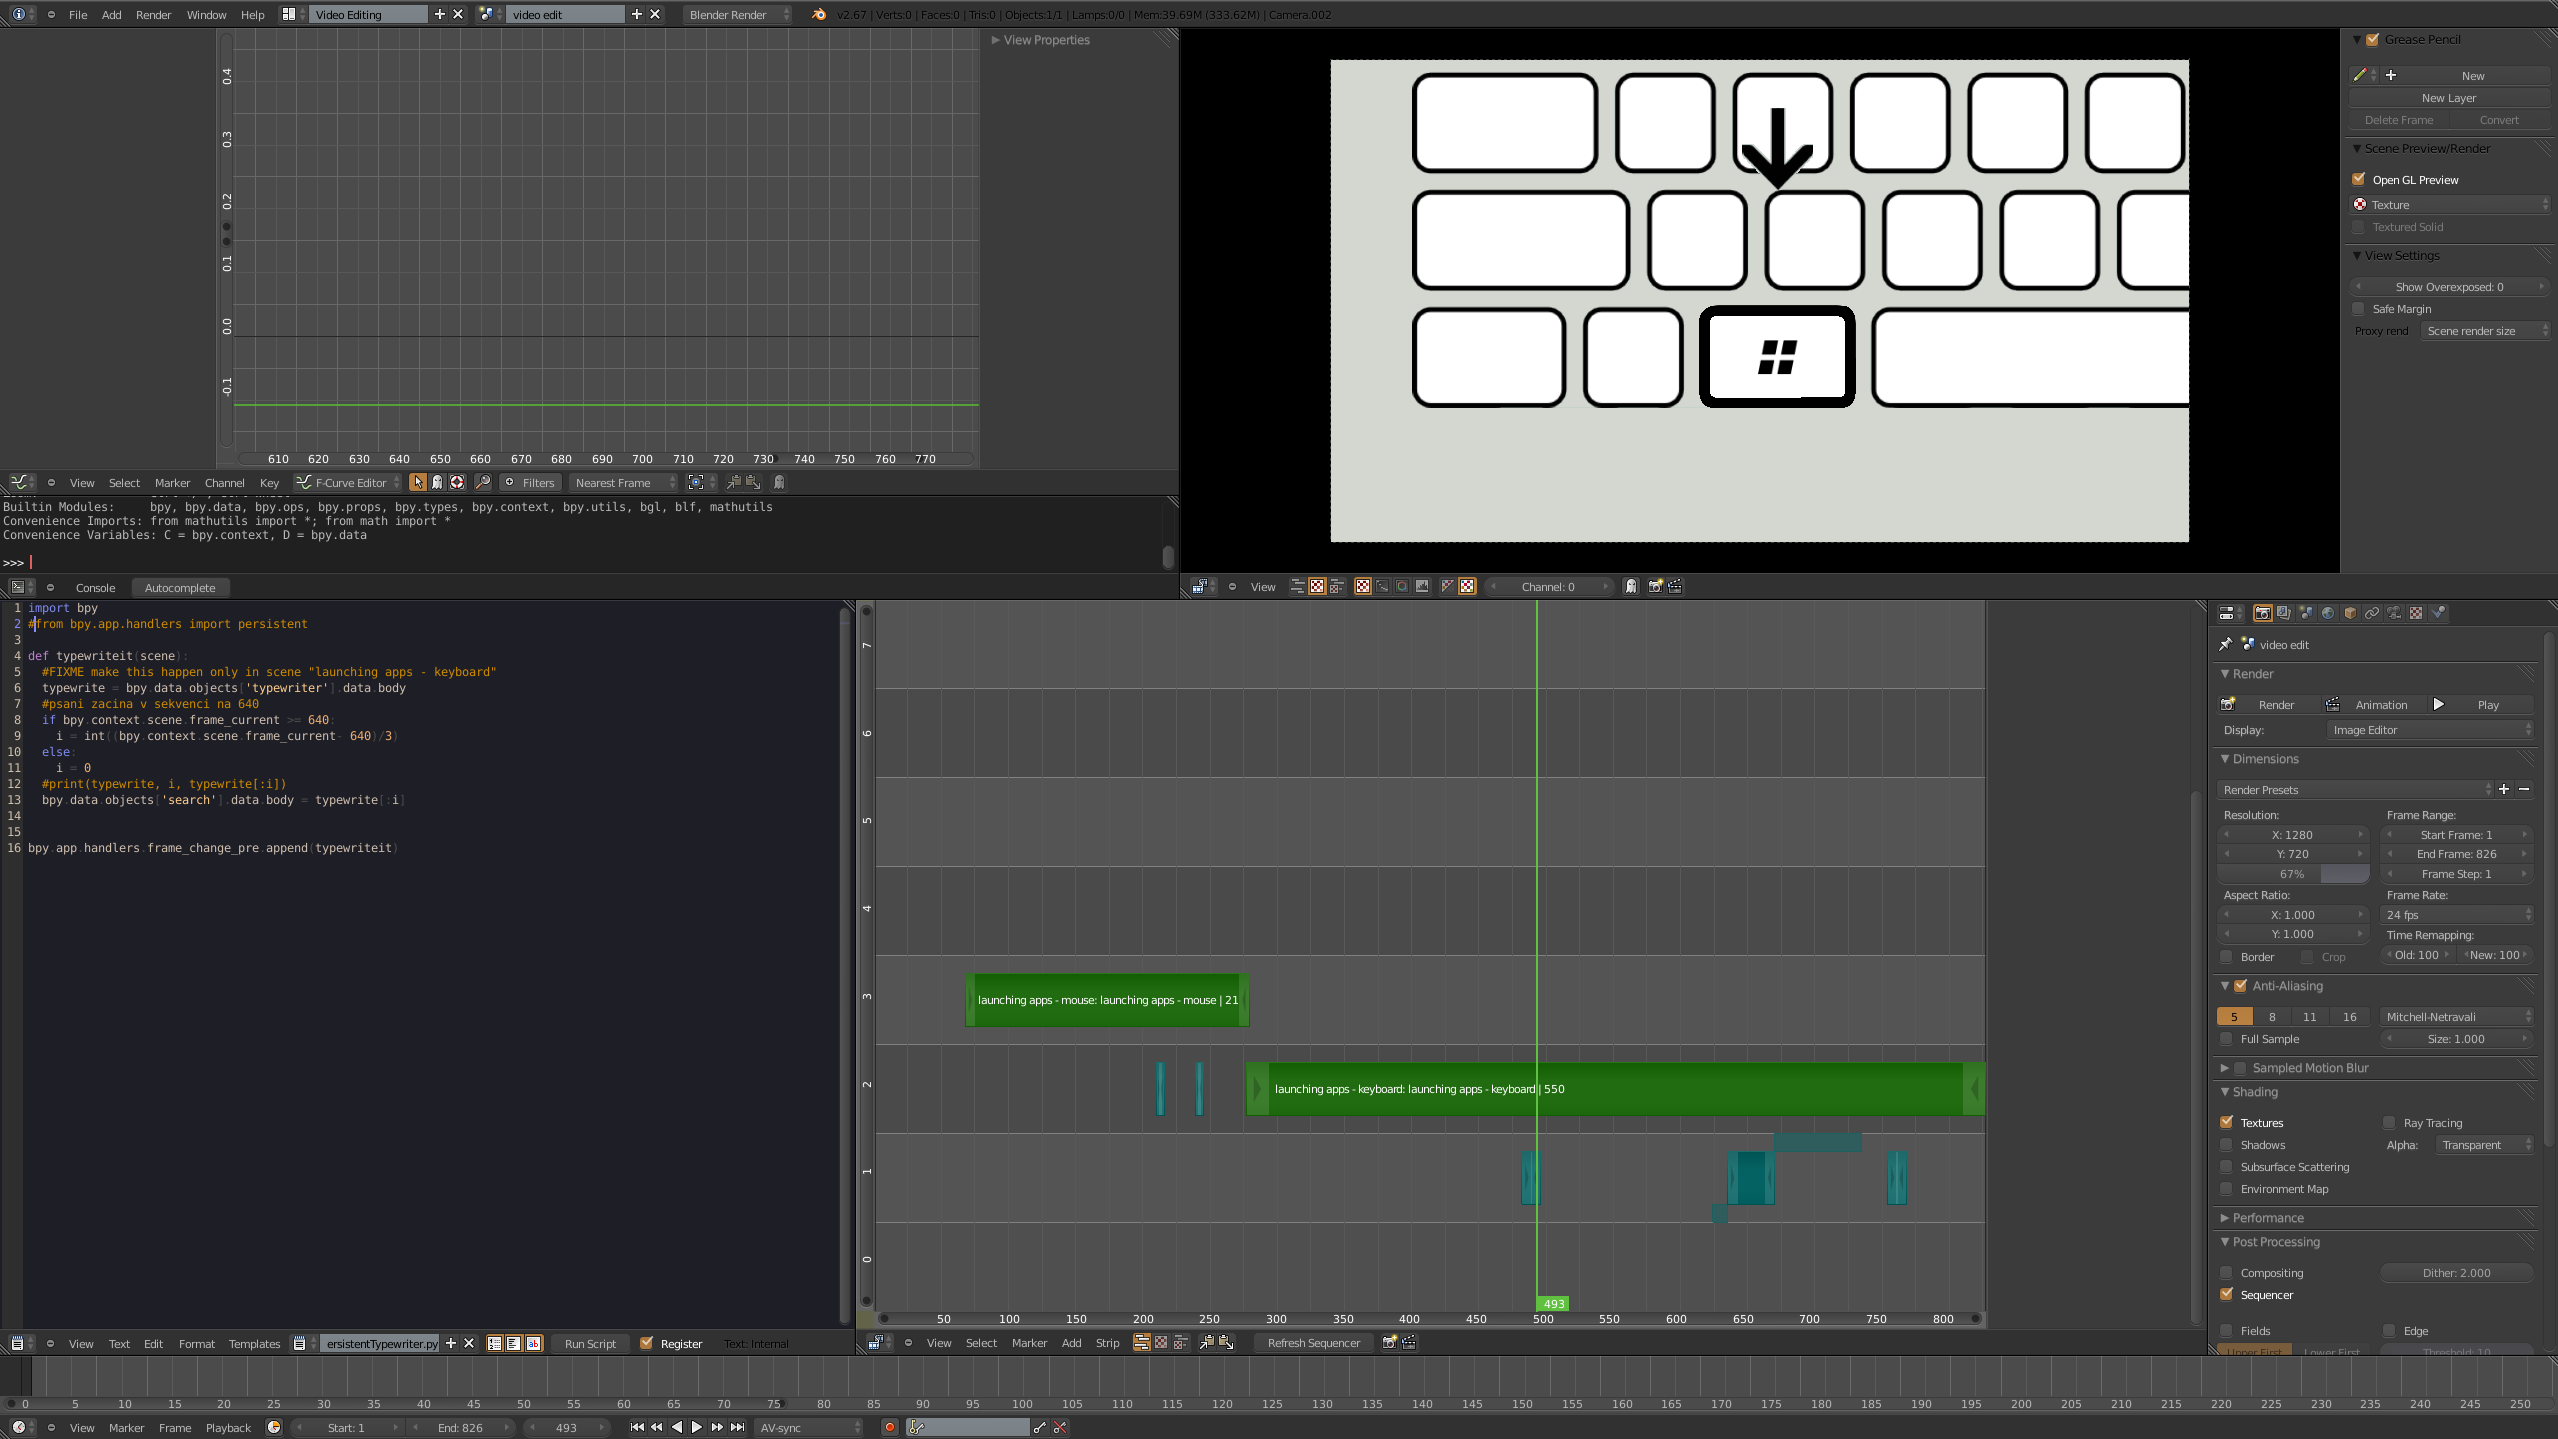 File Add Render Window Help Video Editing video edit Blender Render v2.67 | Verts:0 | Faces:0 | Tris:0 | Objects:1/1 | Lamps:0/0 | Mem:39.69M (333.62M) | Camera.002
View Properties
0.4
0.3
0.2
0.1
0.0
-0.1
610 620 630 640 650 660 670 680 690 700 710 720 730 740 750 760 770
View Select Marker Channel Key F-Curve Editor Filters Nearest Frame
Builtin Modules: bpy, bpy.data, bpy.ops, bpy.props, bpy.types, bpy.context, bpy.utils, bgl, blf, mathutils
Convenience Imports: from mathutils import *; from math import *
Convenience Variables: C = bpy.context, D = bpy.data
>>>
Console Autocomplete
View Channel: 0
Grease Pencil
New
New Layer
Delete Frame Convert
Scene Preview/Render
Open GL Preview
Texture
Textured Solid
View Settings
Show Overexposed: 0
Safe Margin
Proxy rend Scene render size
1 import bpy
2 #from bpy.app.handlers import persistent
3
4 def typewriteit(scene):
5 #FIXME make this happen only in scene "launching apps - keyboard"
6 typewrite = bpy.data.objects['typewriter'].data.body
7 #psani zacina v sekvenci na 640
8 if bpy.context.scene.frame_current >= 640:
9 i = int((bpy.context.scene.frame_current- 640)/3)
10 else:
11 i = 0
12 #print(typewrite, i, typewrite[:i])
13 bpy.data.objects['search'].data.body = typewrite[:i]
14
15
16 bpy.app.handlers.frame_change_pre.append(typewriteit)
View Text Edit Format Templates ersistentTypewriter.py Run Script Register Text: Internal
7
6
5
4
3
2
1
0
launching apps - mouse: launching apps - mouse | 21
launching apps - keyboard: launching apps - keyboard | 550
493
50 100 150 200 250 300 350 400 450 500 550 600 650 700 750 800
View Select Marker Add Strip Refresh Sequencer
video edit
Render
Render Animation Play
Display: Image Editor
Dimensions
Render Presets
Resolution: Frame Range:
X: 1280 Start Frame: 1
Y: 720 End Frame: 826
67% Frame Step: 1
Aspect Ratio: Frame Rate:
X: 1.000 24 fps
Y: 1.000 Time Remapping:
Border Crop Old: 100 New: 100
Anti-Aliasing
5 8 11 16 Mitchell-Netravali
Full Sample Size: 1.000
Sampled Motion Blur
Shading
Textures Ray Tracing
Shadows Alpha: Transparent
Subsurface Scattering
Environment Map
Performance
Post Processing
Compositing Dither: 2.000
Sequencer
Fields Edge
Upper First Lower First Threshold: 10
0 5 10 15 20 25 30 35 40 45 50 55 60 65 70 75 80 85 90 95 100 105 110 115 120 125 130 135 140 145 150 155 160 165 170 175 180 185 190 195 200 205 210 215 220 225 230 235 240 245 250
View Marker Frame Playback Start: 1 End: 826 493 AV-sync